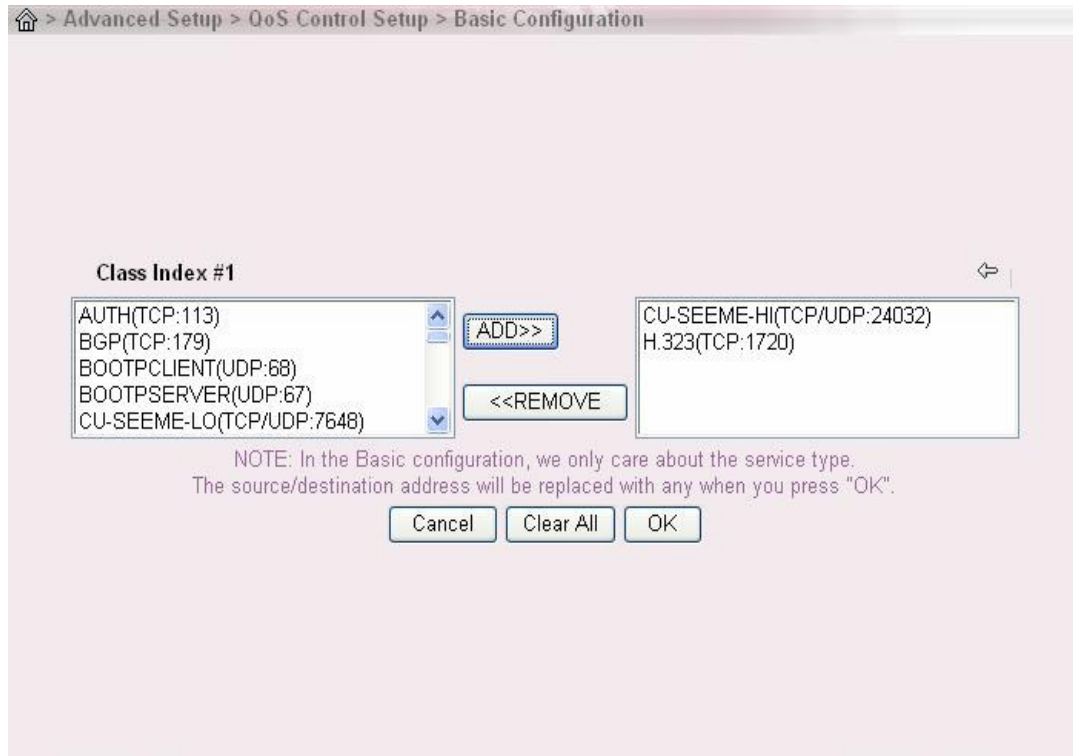 > Advanced Setup > QoS Control Setup > Basic Configuration
Class Index #1
AUTH(TCP:113)
BGP(TCP:179)
BOOTPCLIENT(UDP:68)
BOOTPSERVER(UDP:67)
CU-SEEME-LO(TCP/UDP:7648)
ADD>>
<<REMOVE
CU-SEEME-HI(TCP/UDP:24032)
H.323(TCP:1720)
NOTE: In the Basic configuration, we only care about the service type.
The source/destination address will be replaced with any when you press "OK".
Cancel
Clear All
OK